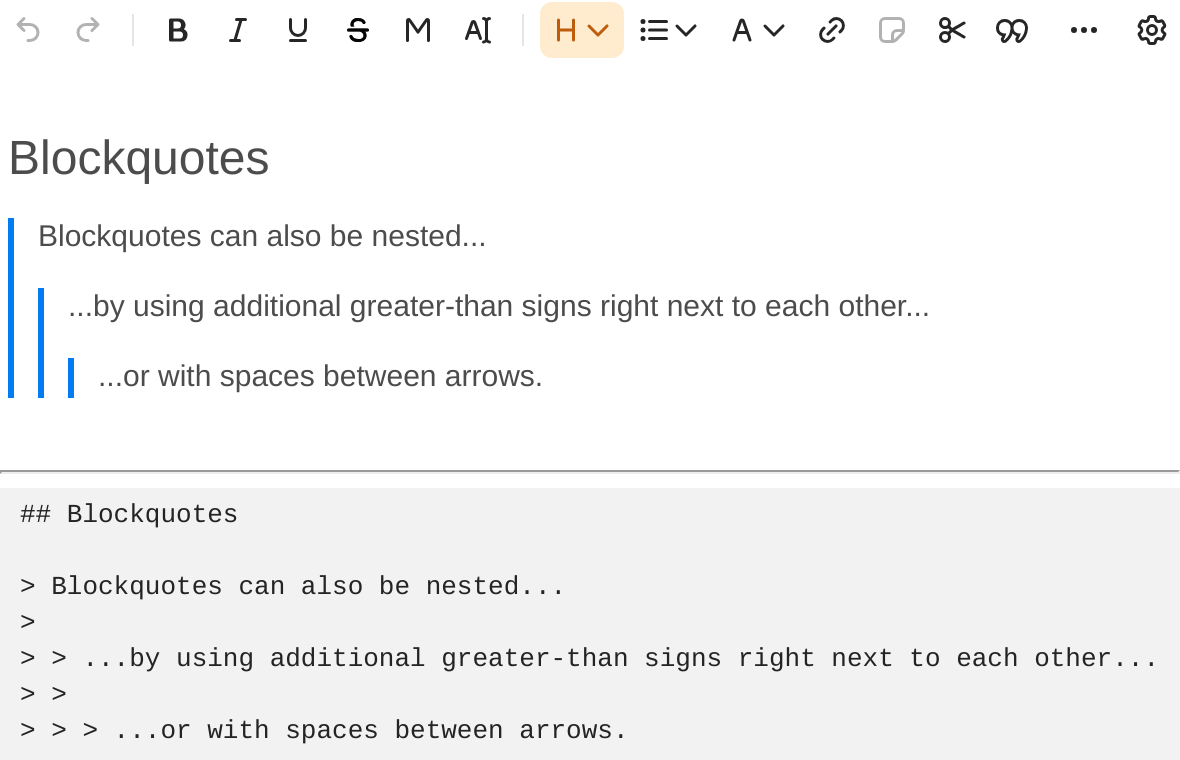 B I U S M A H A
Blockquotes
Blockquotes can also be nested...
...by using additional greater-than signs right next to each other...
...or with spaces between arrows.
## Blockquotes
> Blockquotes can also be nested...
>
> > ...by using additional greater-than signs right next to each other...
> >
> > > ...or with spaces between arrows.